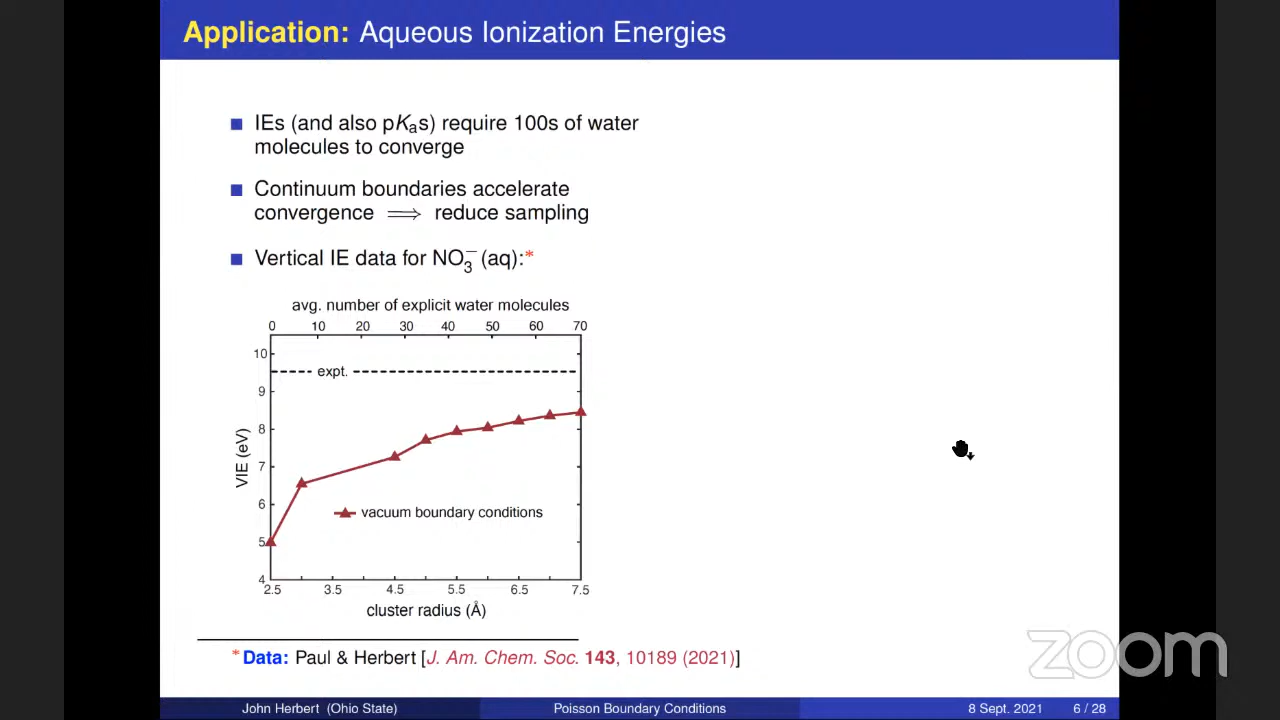 Application: Aqueous Ionization Energies
■ IEs (and also pKₐs) require 100s of water
molecules to converge
■ Continuum boundaries accelerate
convergence ⟹ reduce sampling
■ Vertical IE data for NO₃⁻(aq):*
avg. number of explicit water molecules
0 10 20 30 40 50 60 70
10
expt.
9
8
7
6
5
4
VIE (eV)
vacuum boundary conditions
2.5 3.5 4.5 5.5 6.5 7.5
cluster radius (Å)
*Data: Paul & Herbert [J. Am. Chem. Soc. 143, 10189 (2021)]
zoom
John Herbert (Ohio State) Poisson Boundary Conditions 8 Sept. 2021 6 / 28